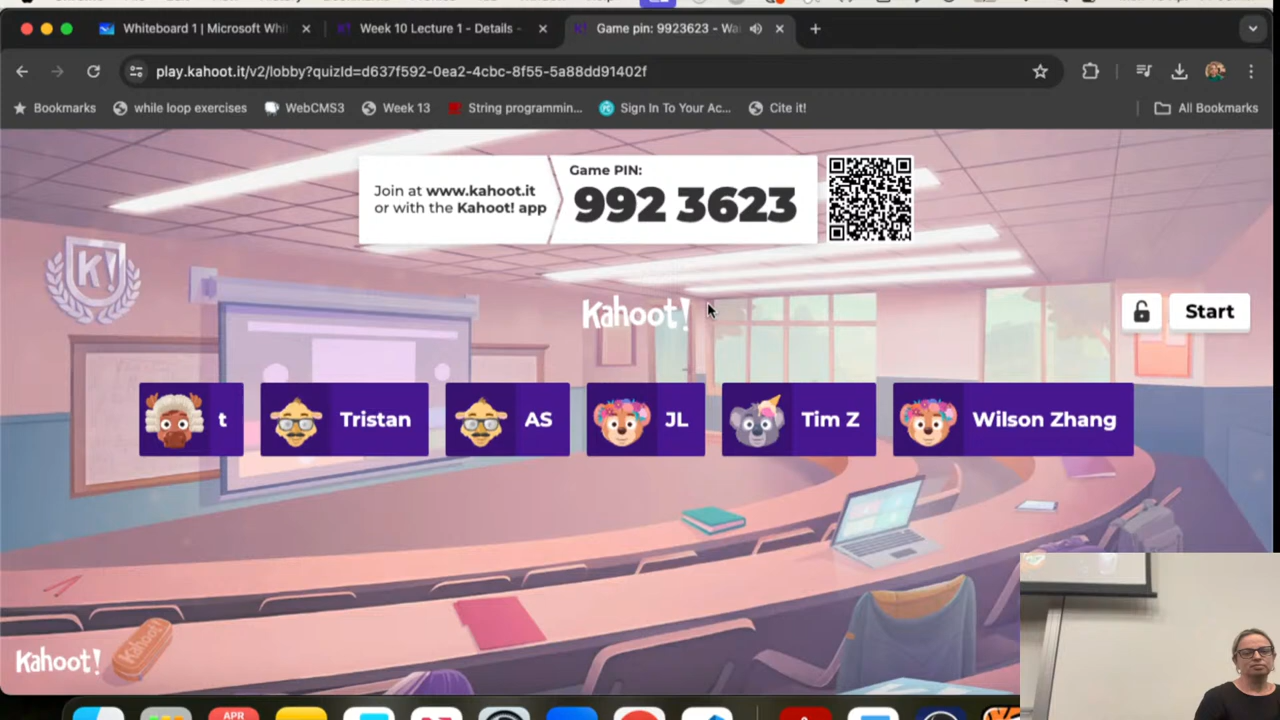 Whiteboard 1 | Microsoft Whi
Week 10 Lecture 1 - Details -
Game pin: 9923623 - Wa
play.kahoot.it/v2/lobby?quizId=d637f592-0ea2-4cbc-8f55-5a88dd91402f
Bookmarks
while loop exercises
WebCMS3
Week 13
String programmin...
Sign In To Your Ac...
Cite it!
All Bookmarks
Join at www.kahoot.it
or with the Kahoot! app
Game PIN:
992 3623
K!
Kahoot!
Start
t
Tristan
AS
JL
Tim Z
Wilson Zhang
Kahoot!
Kahoot!
APR